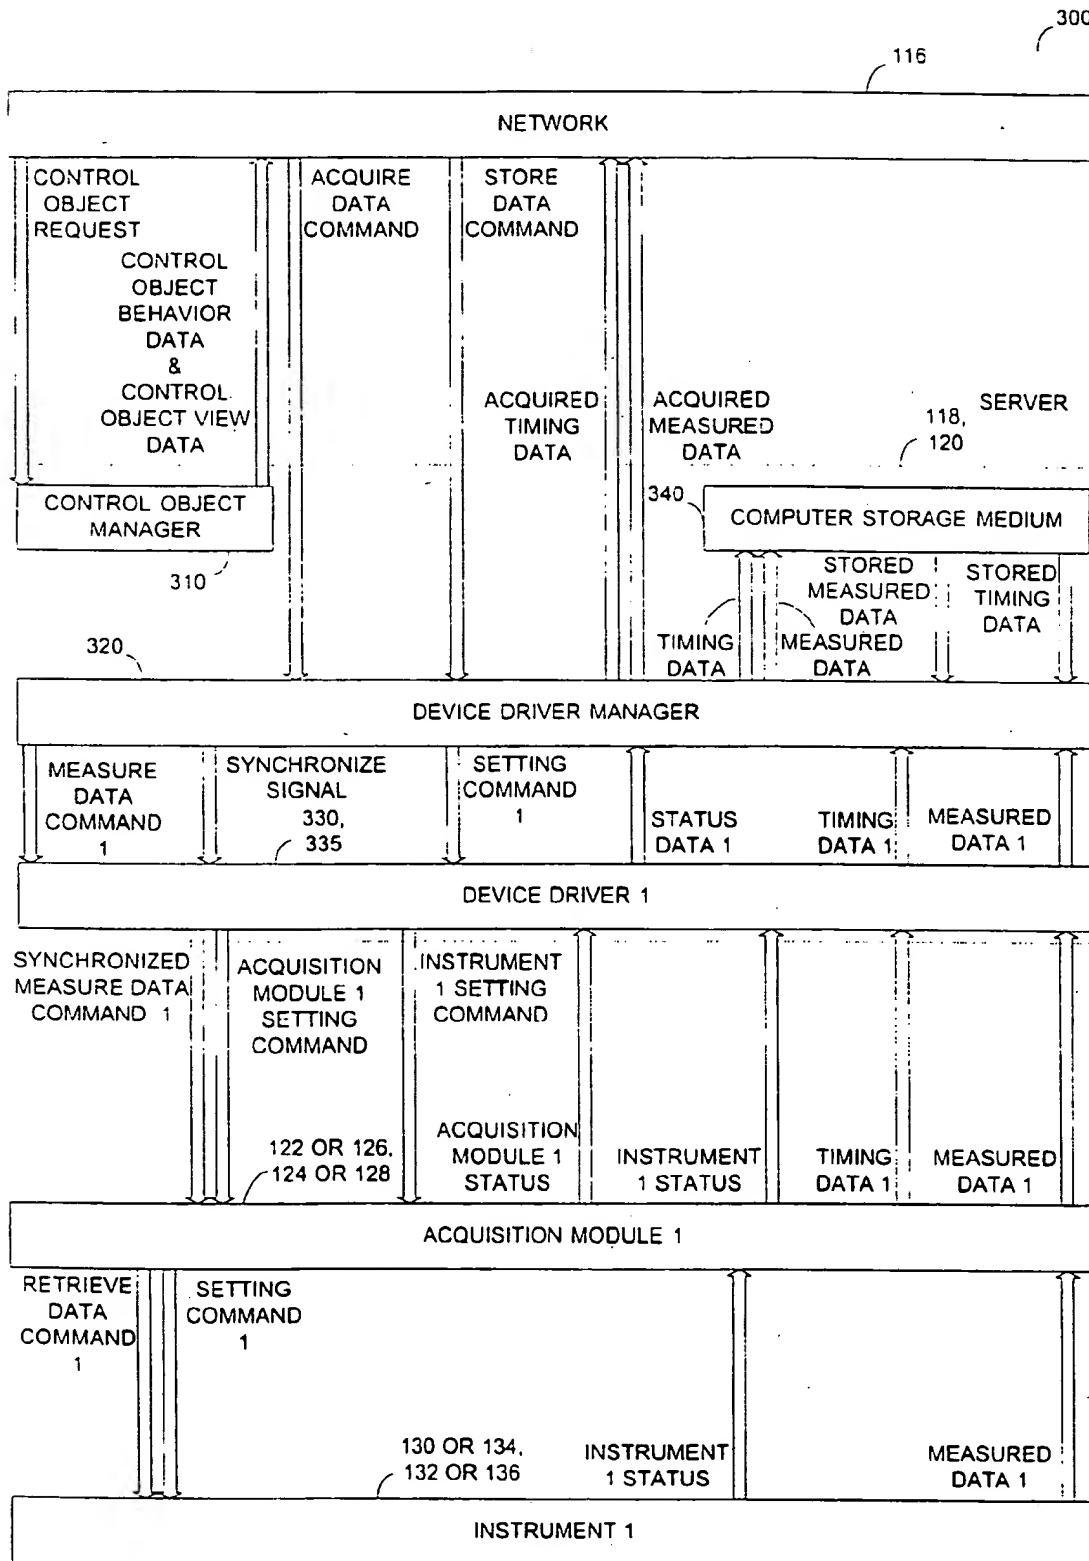 300
116
NETWORK
CONTROL
OBJECT
REQUEST
CONTROL
OBJECT
BEHAVIOR
DATA
&
CONTROL
OBJECT VIEW
DATA
ACQUIRE
DATA
COMMAND
STORE
DATA
COMMAND
ACQUIRED
TIMING
DATA
ACQUIRED
MEASURED
DATA
SERVER
118,
120
CONTROL OBJECT
MANAGER
310
340
COMPUTER STORAGE MEDIUM
TIMING
DATA
STORED
MEASURED
DATA
MEASURED
DATA
STORED
TIMING
DATA
320
DEVICE DRIVER MANAGER
MEASURE
DATA
COMMAND
1
SYNCHRONIZE
SIGNAL
330,
335
SETTING
COMMAND
1
STATUS
DATA 1
TIMING
DATA 1
MEASURED
DATA 1
DEVICE DRIVER 1
SYNCHRONIZED
MEASURE DATA
COMMAND 1
ACQUISITION
MODULE 1
SETTING
COMMAND
INSTRUMENT
1 SETTING
COMMAND
122 OR 126,
124 OR 128
ACQUISITION
MODULE 1
STATUS
INSTRUMENT
1 STATUS
TIMING
DATA 1
MEASURED
DATA 1
ACQUISITION MODULE 1
RETRIEVE
DATA
COMMAND
1
SETTING
COMMAND
1
130 OR 134,
132 OR 136
INSTRUMENT
1 STATUS
MEASURED
DATA 1
INSTRUMENT 1